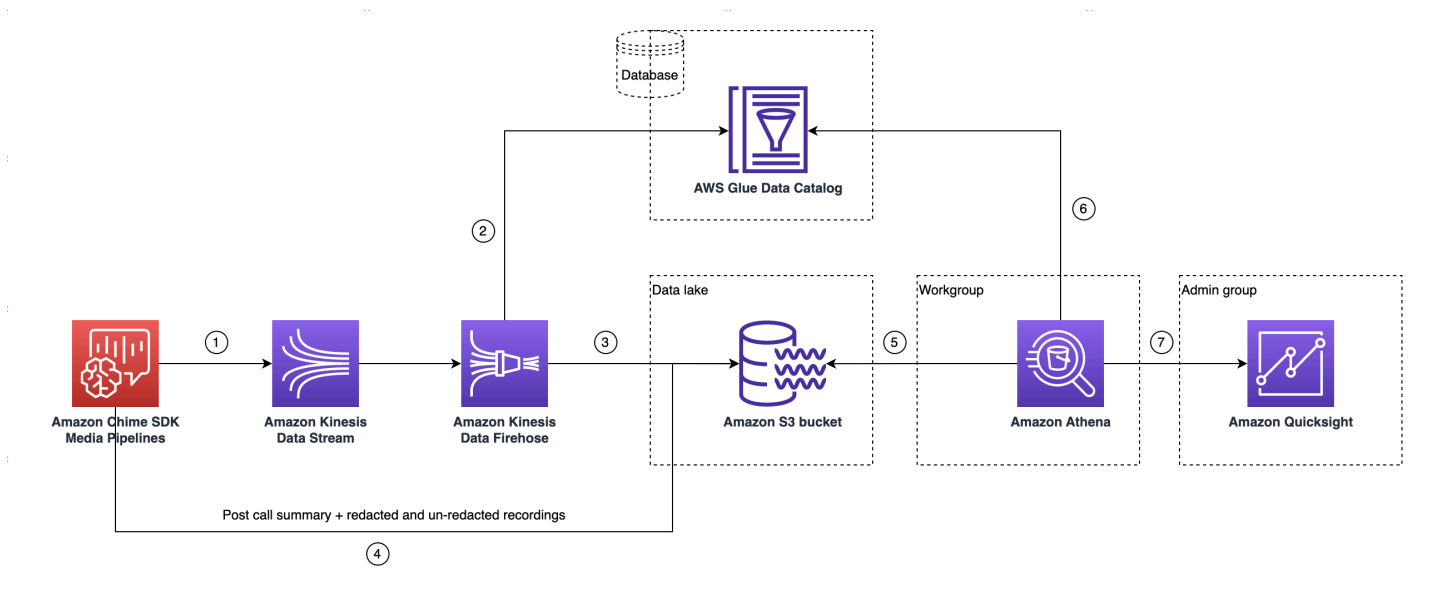 Database
AWS Glue Data Catalog
2
6
Data lake
Workgroup
Admin group
1
3
5
7
Amazon Chime SDK
Media Pipelines
Amazon Kinesis
Data Stream
Amazon Kinesis
Data Firehose
Amazon S3 bucket
Amazon Athena
Amazon Quicksight
Post call summary + redacted and un-redacted recordings
4